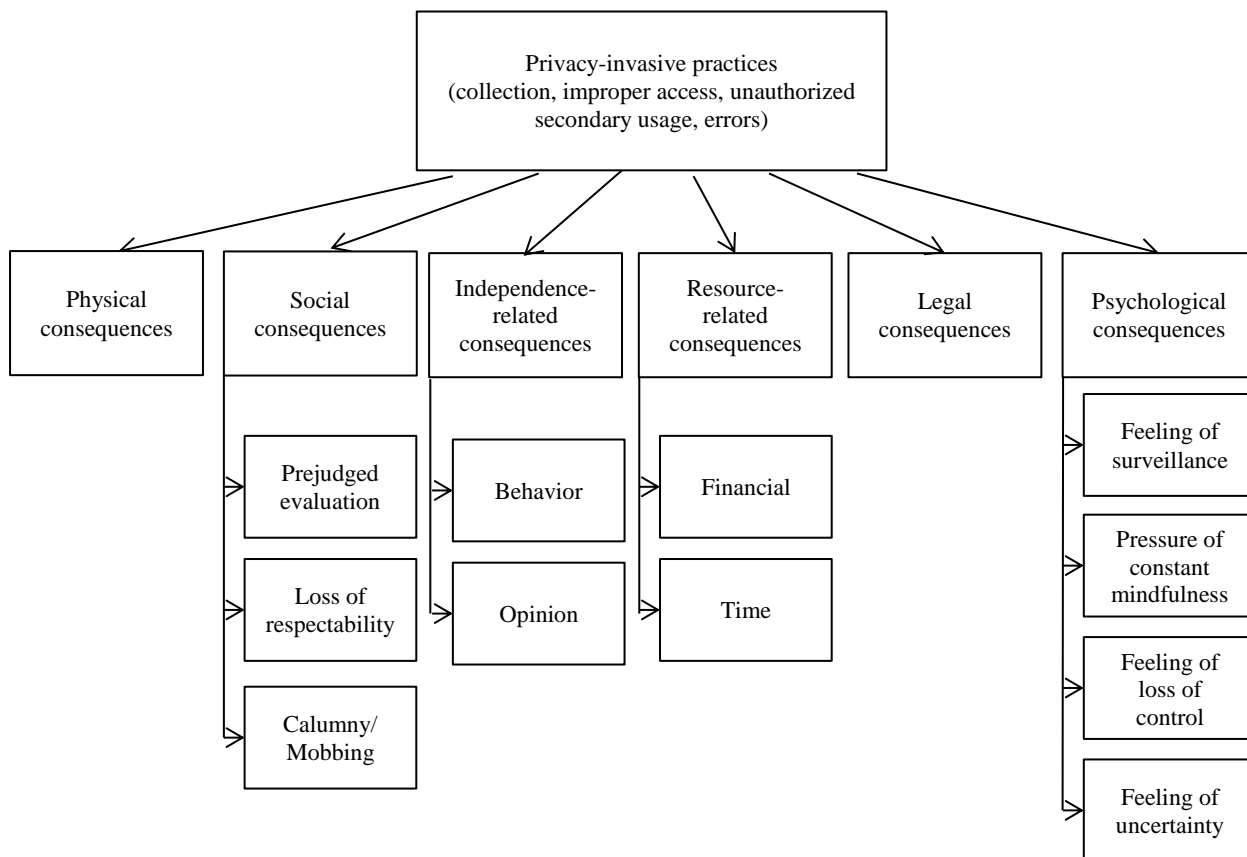 Privacy-invasive practices
(collection, improper access, unauthorized
secondary usage, errors)
Physical
consequences
Social
consequences
Independence-
related
consequences
Resource-
related
consequences
Legal
consequences
Psychological
consequences
Prejudged
evaluation
Loss of
respectability
Calumny/
Mobbing
Behavior
Opinion
Financial
Time
Feeling of
surveillance
Pressure of
constant
mindfulness
Feeling of
loss of
control
Feeling of
uncertainty